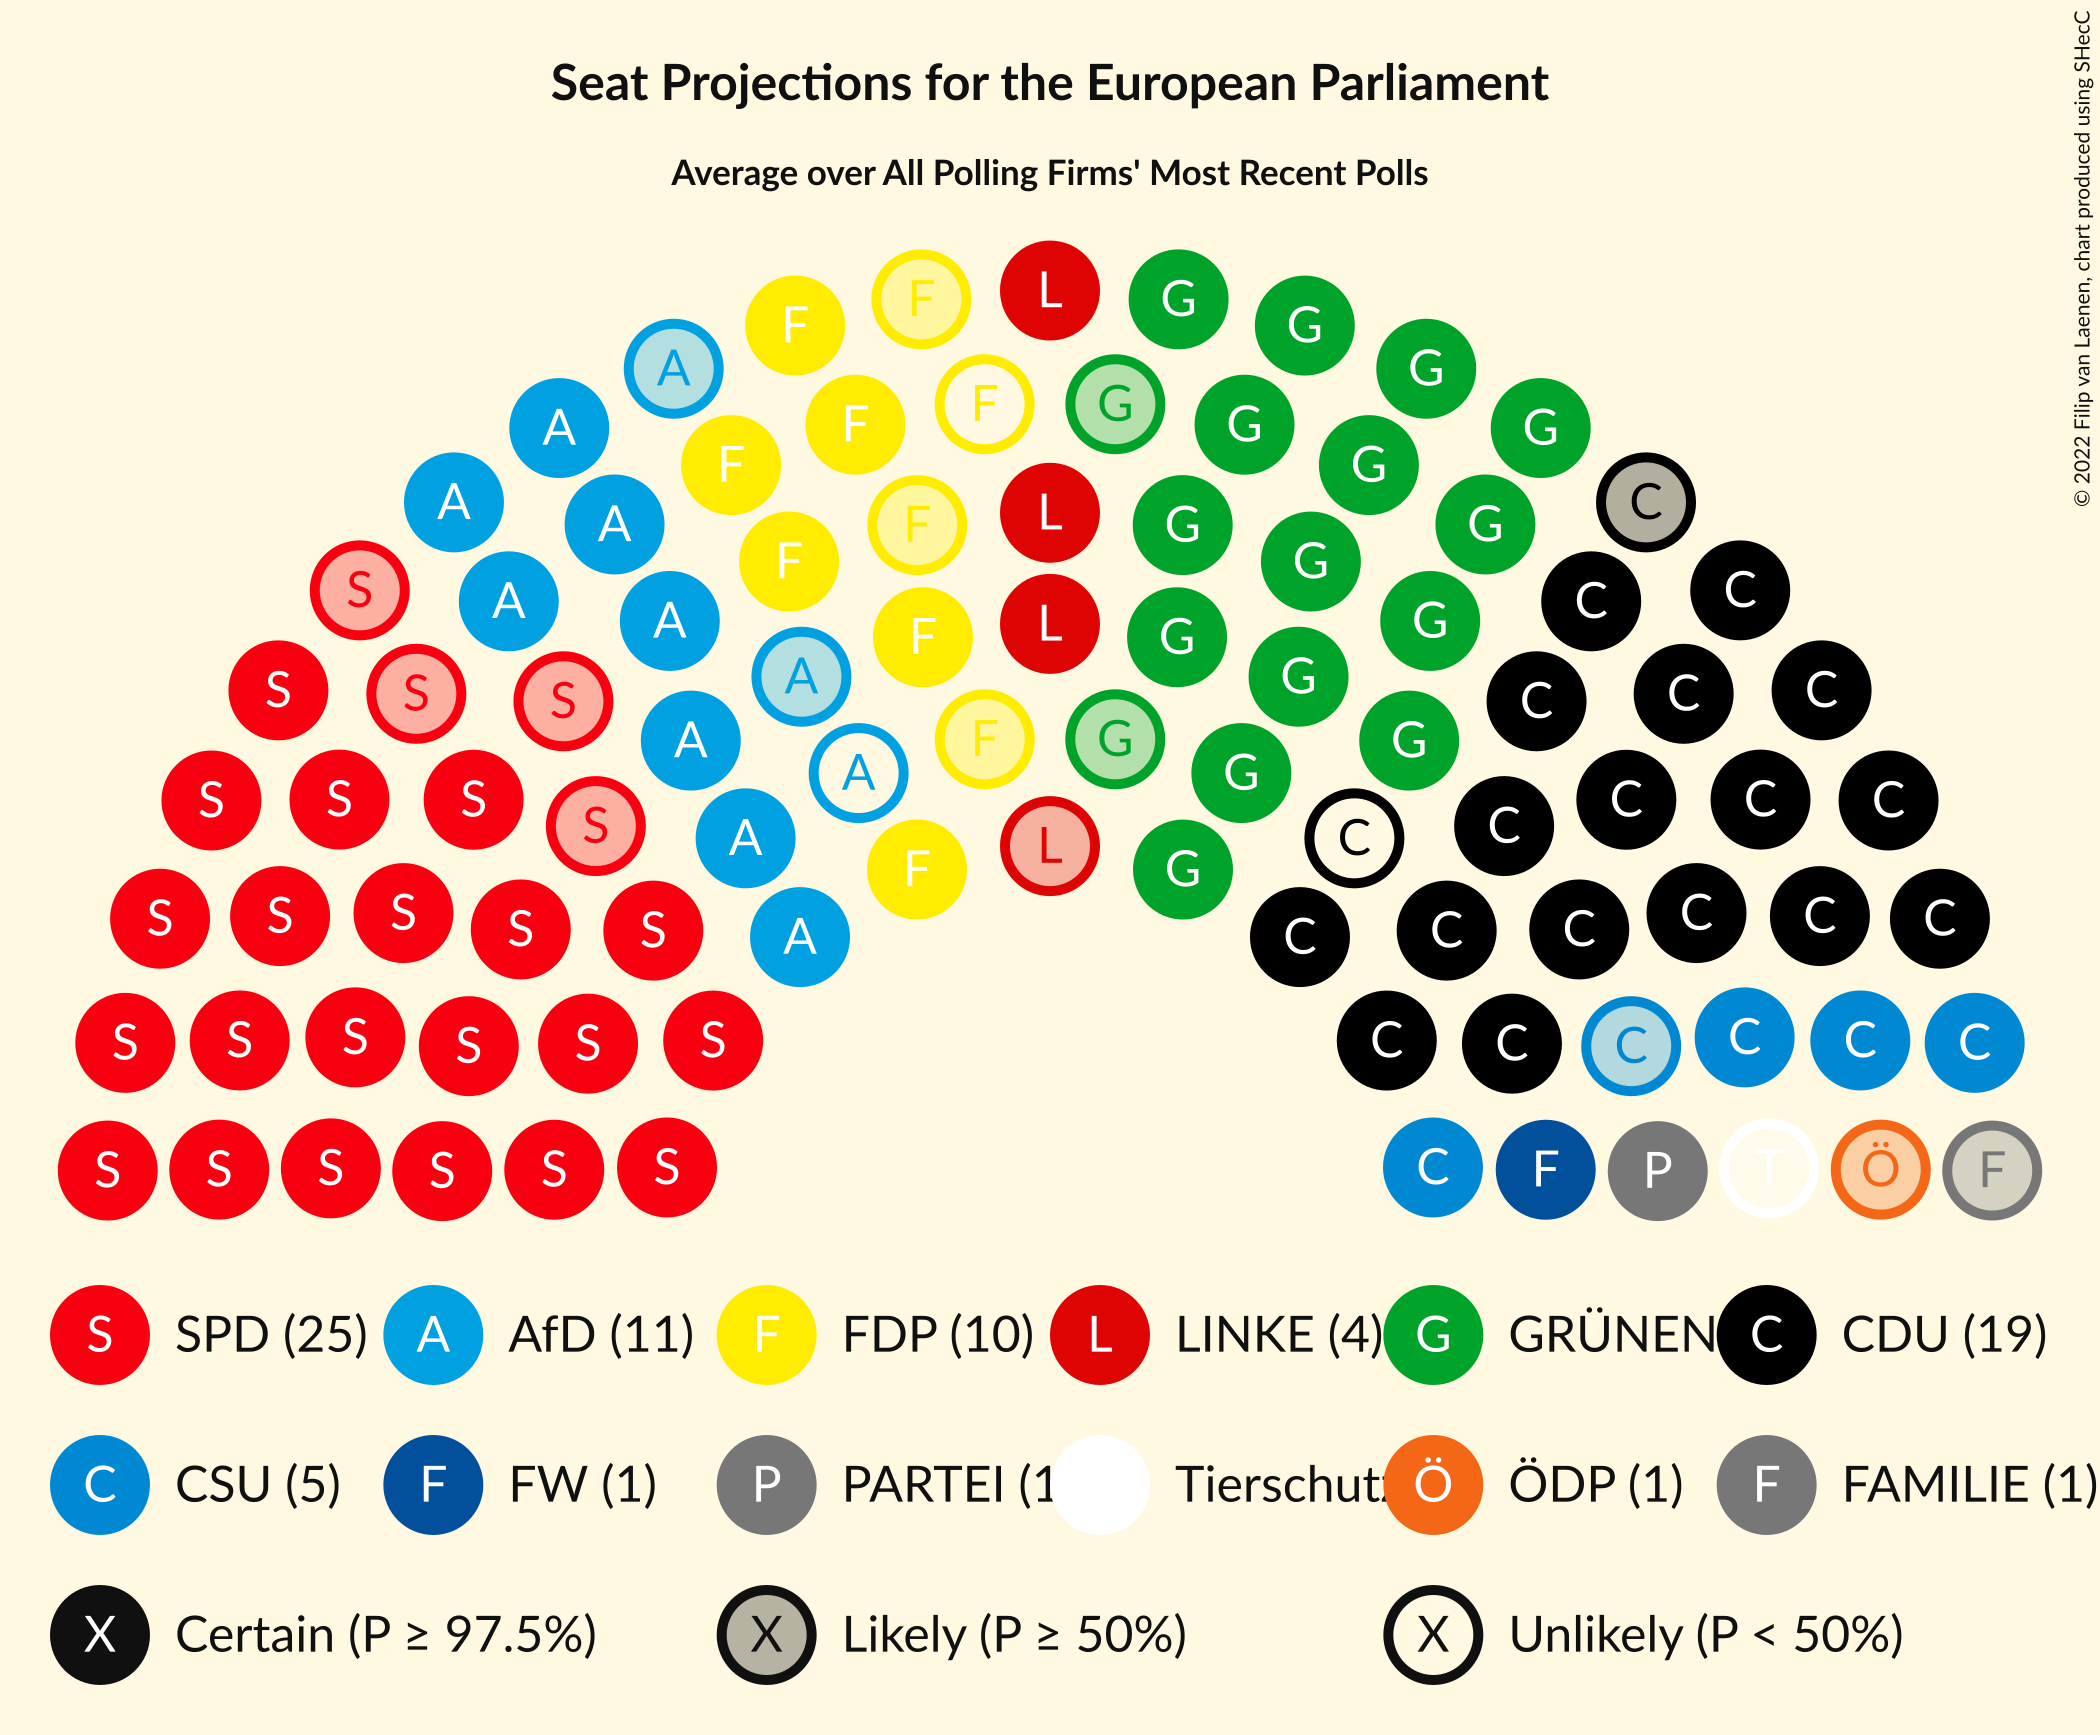 Seat Projections for the European Parliament
Average over All Polling Firms' Most Recent Polls
© 2022 Filip van Laenen, chart produced using SHecC
F L G
F G
A G
A F F G G G
A F G C
A A F L G G
F G
S A A F L G G C C
S S S A G G C C C
A F G
S S S S A A G C C C C
A F L G C
S S S S S A C C C C C C
S S S S S S C C C C C C
S S S S S S C F P T Ö F
S SPD (25) A AfD (11) F FDP (10) L LINKE (4) G GRÜNEN C CDU (19)
C CSU (5) F FW (1) P PARTEI (1 Tierschutz Ö ÖDP (1) F FAMILIE (1)
X Certain (P ≥ 97.5%) X Likely (P ≥ 50%) X Unlikely (P < 50%)